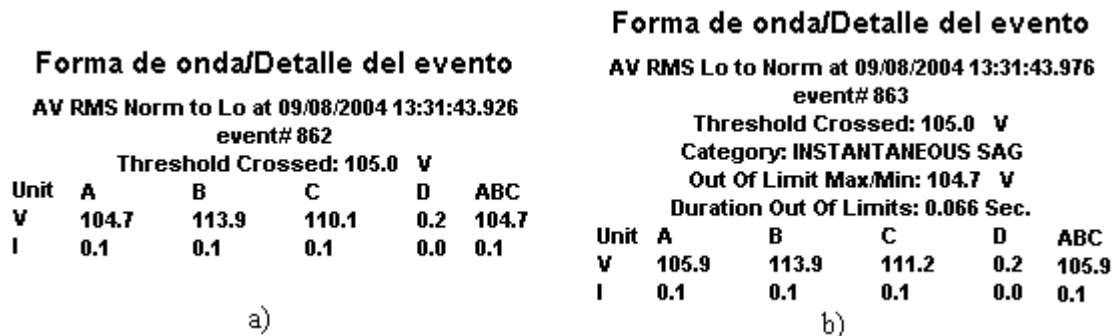 Forma de onda/Detalle del evento
AV RMS Norm to Lo at 09/08/2004 13:31:43.926
event# 862
Threshold Crossed: 105.0 V
Unit A B C D ABC
V 104.7 113.9 110.1 0.2 104.7
I 0.1 0.1 0.1 0.0 0.1
a)
Forma de onda/Detalle del evento
AV RMS Lo to Norm at 09/08/2004 13:31:43.976
event# 863
Threshold Crossed: 105.0 V
Category: INSTANTANEOUS SAG
Out Of Limit Max/Min: 104.7 V
Duration Out Of Limits: 0.066 Sec.
Unit A B C D ABC
V 105.9 113.9 111.2 0.2 105.9
I 0.1 0.1 0.1 0.0 0.1
b)